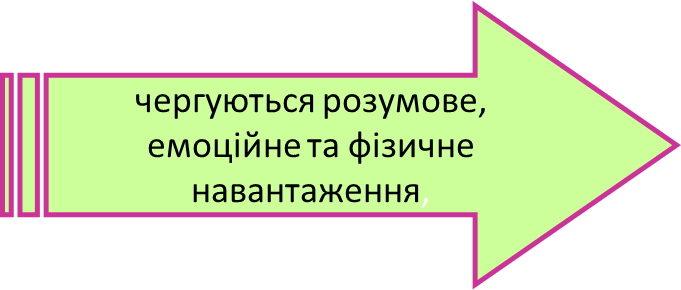 чергуються розумове,
емоційне та фізичне
навантаження,